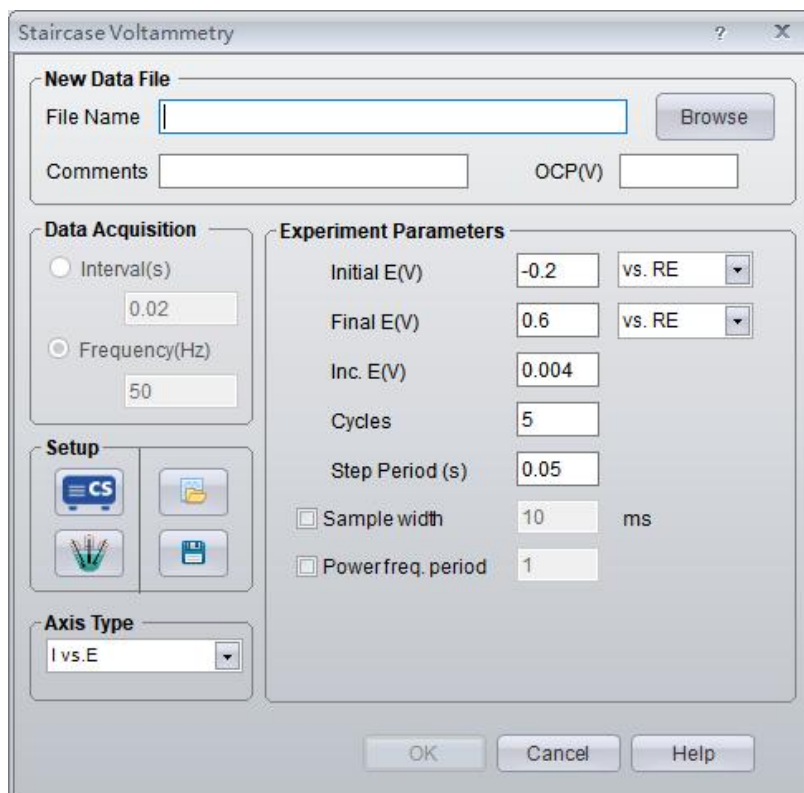 Staircase Voltammetry ? X
New Data File
File Name Browse
Comments OCP(V)
Data Acquisition
Interval(s)
0.02
Frequency(Hz)
50
Setup
CS
Axis Type
I vs.E
Experiment Parameters
Initial E(V) -0.2 vs. RE
Final E(V) 0.6 vs. RE
Inc. E(V) 0.004
Cycles 5
Step Period (s) 0.05
Sample width 10 ms
Power freq. period 1
OK Cancel Help